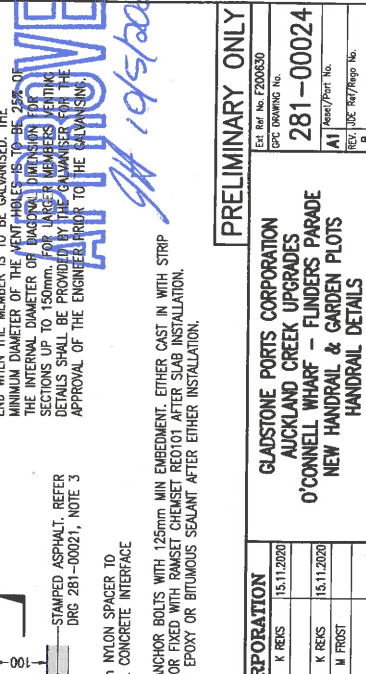 END WHEN THE MEMBER IS TO BE GALVANISED. THE
MINIMUM DIAMETER OF THE VENT HOLES IS TO BE 25% OF
THE INTERNAL DIAMETER OR DIAGONAL DIMENSION FOR
SECTIONS UP TO 150mm. FOR LARGER MEMBERS VENTING
DETAILS SHALL BE PROVIDED BY THE GALVANISER FOR THE
APPROVAL OF THE ENGINEER PRIOR TO THE GALVANISING.
APPROVE
19/5/20
100
STAMPED ASPHALT. REFER
DRG 281-00021, NOTE 3
NYLON SPACER TO
CONCRETE INTERFACE
ANCHOR BOLTS WITH 125mm MIN EMBEDMENT. EITHER CAST IN WITH STRIP
OR FIXED WITH RAMSET CHEMSET REO101 AFTER SLAB INSTALLATION.
EPOXY OR BITUMOUS SEALANT AFTER EITHER INSTALLATION.
PRELIMINARY ONLY
RPORATION
K REKS 15.11.2020
K REKS 15.11.2020
M FROST
GLADSTONE PORTS CORPORATION
AUCKLAND CREEK UPGRADES
O'CONNELL WHARF - FLINDERS PARADE
NEW HANDRAIL & GARDEN PLOTS
HANDRAIL DETAILS
Ext Ref No. F200630
GPC DRAWING No.
281-00024
A1
Asset/Port No.
REV.
JDE Ref/Rego No.